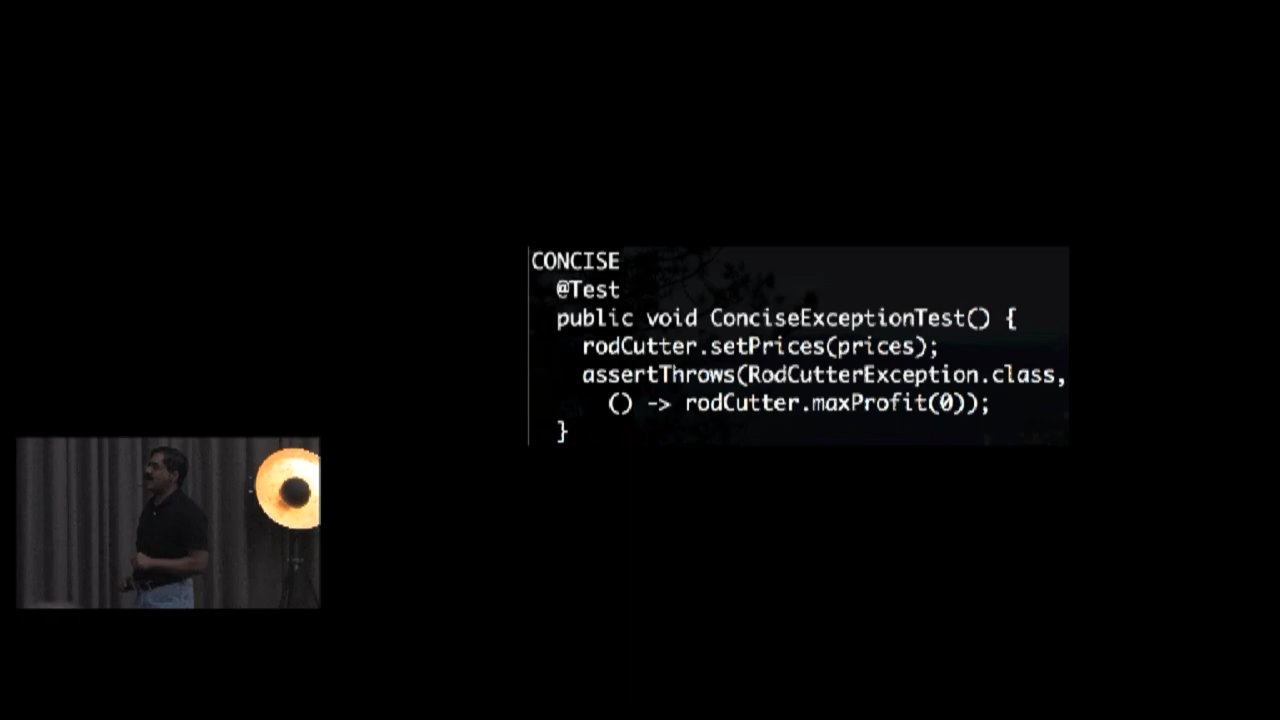 CONCISE
@Test
public void ConciseExceptionTest() {
rodCutter.setPrices(prices);
assertThrows(RodCutterException.class,
() -> rodCutter.maxProfit(0));
}